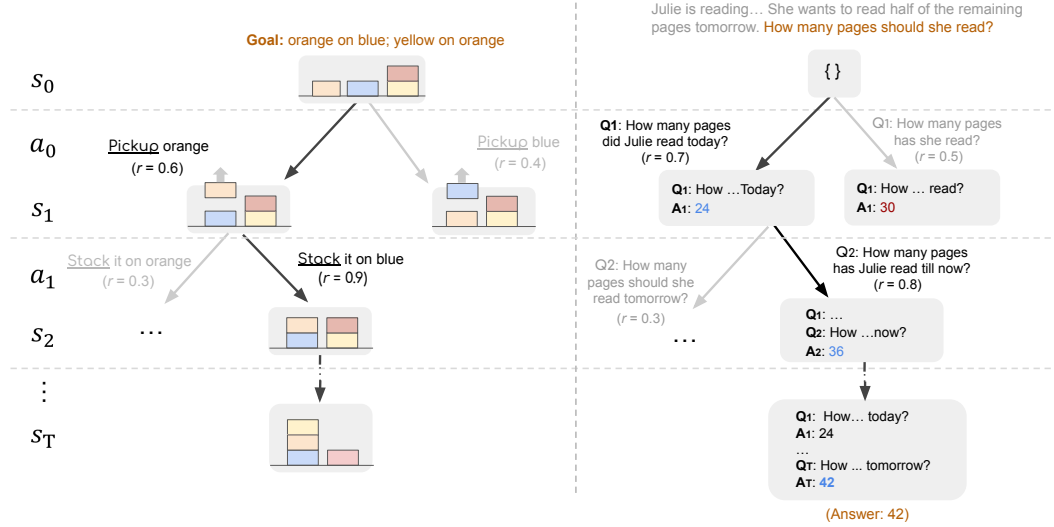 Julie is reading... She wants to read half of the remaining
pages tomorrow. How many pages should she read?
Goal: orange on blue; yellow on orange
s0
{ }
a0
Pickup orange
(r = 0.6)
Pickup blue
(r = 0.4)
Q1: How many pages
did Julie read today?
(r = 0.7)
Q1: How many pages
has she read?
(r = 0.5)
s1
Q1: How ...Today?
A1: 24
Q1: How ... read?
A1: 30
a1
Stack it on orange
(r = 0.3)
Stack it on blue
(r = 0.9)
Q2: How many
pages should she
read tomorrow?
(r = 0.3)
Q2: How many pages
has Julie read till now?
(r = 0.8)
s2
...
...
Q1: ...
Q2: How ...now?
A2: 36
⋮
sT
Q1: How... today?
A1: 24
...
QT: How ... tomorrow?
AT: 42
(Answer: 42)